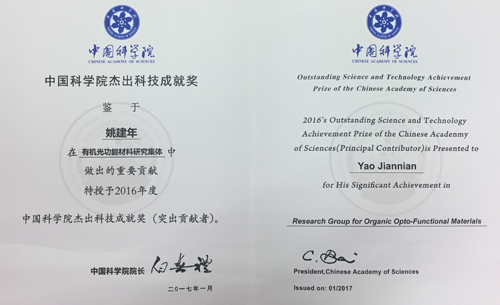 中国科学院
CHINESE ACADEMY OF SCIENCES
中国科学院杰出科技成就奖
鉴 于
姚建年
在 有机光功能材料研究集体 中
做出的重要贡献
特授予2016年度
中国科学院杰出科技成就奖（突出贡献者）。
中国科学院院长 白春礼
二〇一七年一月
中国科学院
CHINESE ACADEMY OF SCIENCES
Outstanding Science and Technology Achievement
Prize of the Chinese Academy of Sciences
2016's Outstanding Science and Technology
Achievement Prize of the Chinese Acadenmy
of Sciences(Principal Contributor)is Presented to
Yao Jiannian
for His Significant Achievement in
Research Group for Organic Opto-Functional Materials
C. Bai
President,Chinese Academy of Sciences
Issued on: 01/2017